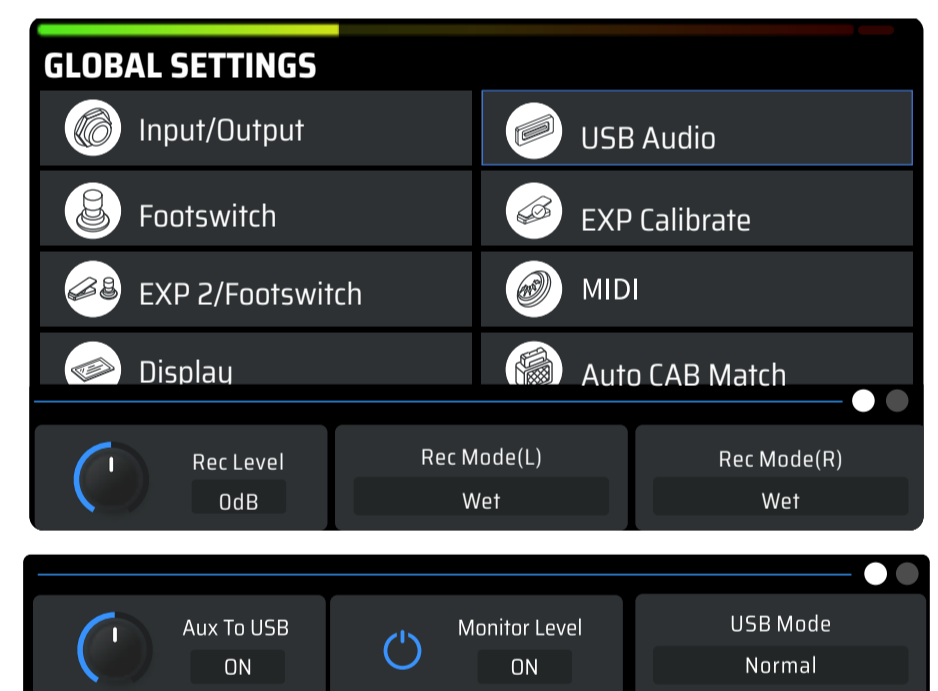 GLOBAL SETTINGS
Input/Output
USB Audio
Footswitch
EXP Calibrate
EXP 2/Footswitch
MIDI
Display
Auto CAB Match
Rec Level
0dB
Rec Mode(L)
Wet
Rec Mode(R)
Wet
Aux To USB
ON
Monitor Level
ON
USB Mode
Normal